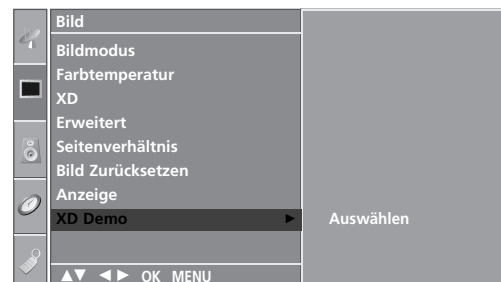 Bild
Bildmodus
Farbtemperatur
XD
Erweitert
Seitenverhältnis
Bild Zurücksetzen
Anzeige
XD Demo ► Auswählen
▲▼ ◄► OK MENU